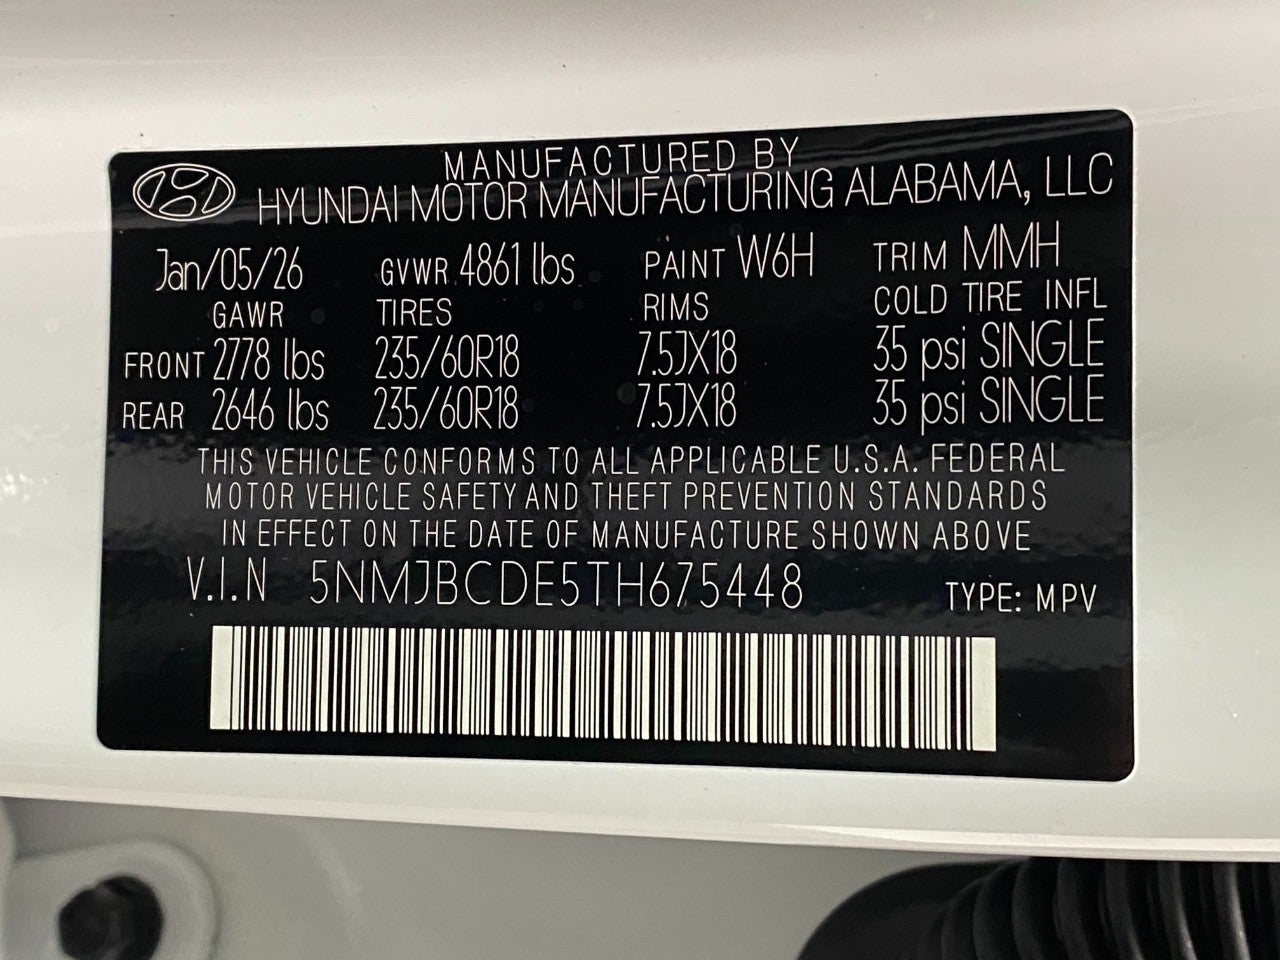 MANUFACTURED BY
HYUNDAI MOTOR MANUFACTURING ALABAMA, LLC
Jan/05/26 GVWR 4861 lbs PAINT W6H TRIM MMH
GAWR TIRES RIMS COLD TIRE INFL
FRONT 2778 lbs 235/60R18 7.5JX18 35 psi SINGLE
REAR 2646 lbs 235/60R18 7.5JX18 35 psi SINGLE
THIS VEHICLE CONFORMS TO ALL APPLICABLE U.S.A. FEDERAL
MOTOR VEHICLE SAFETY AND THEFT PREVENTION STANDARDS
IN EFFECT ON THE DATE OF MANUFACTURE SHOWN ABOVE
V.I.N 5NMJBCDE5TH675448 TYPE: MPV